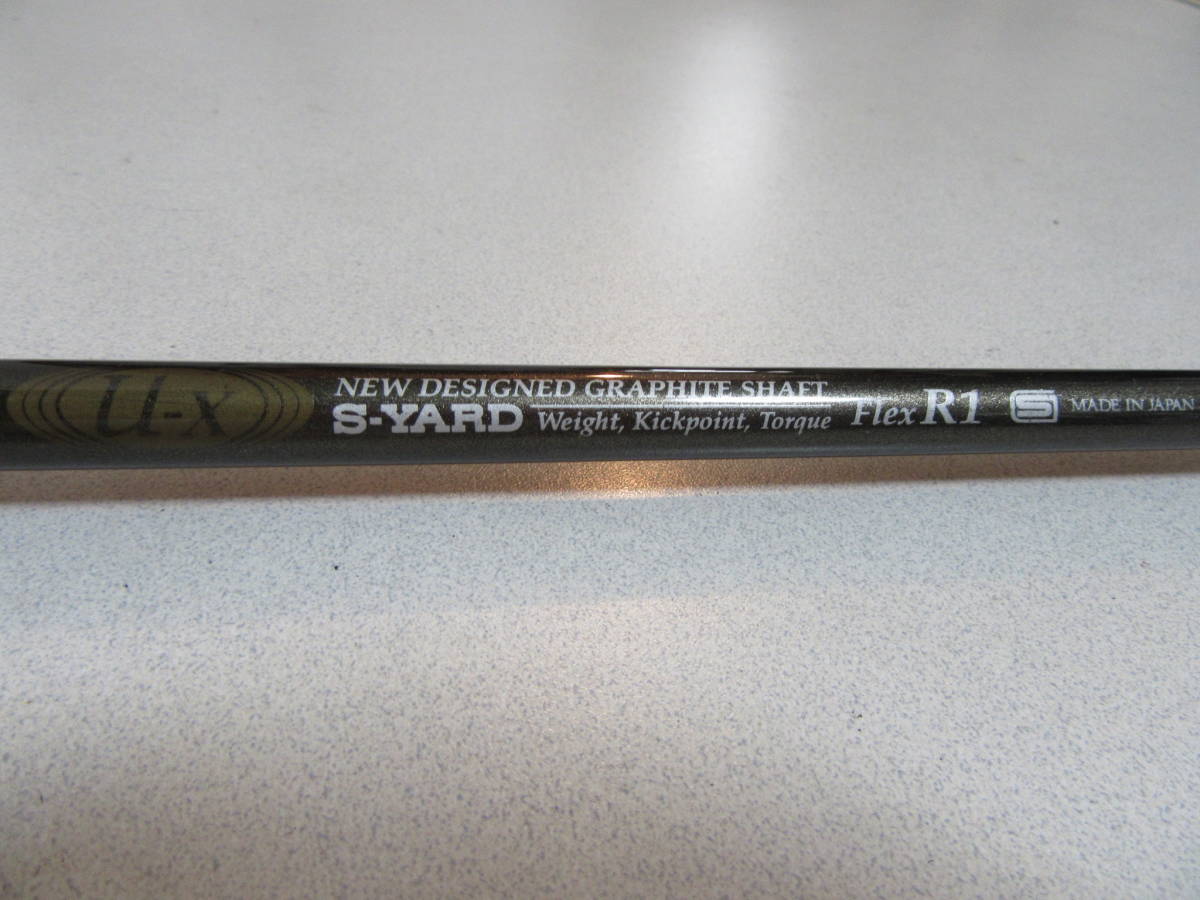 U-x
NEW DESIGNED GRAPHITE SHAFT
S-YARD Weight, Kickpoint, Torque
Flex R1
S MADE IN JAPAN